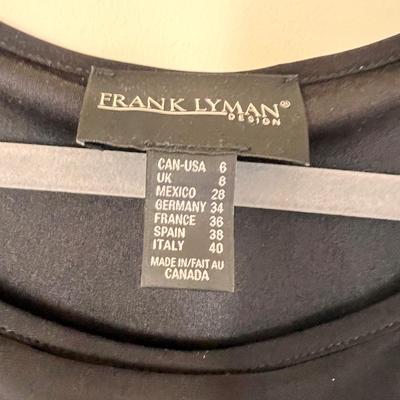 FRANK LYMAN®
DESIGN
CAN-USA 6
UK 8
MEXICO 28
GERMANY 34
FRANCE 36
SPAIN 38
ITALY 40
MADE IN/FAIT AU
CANADA